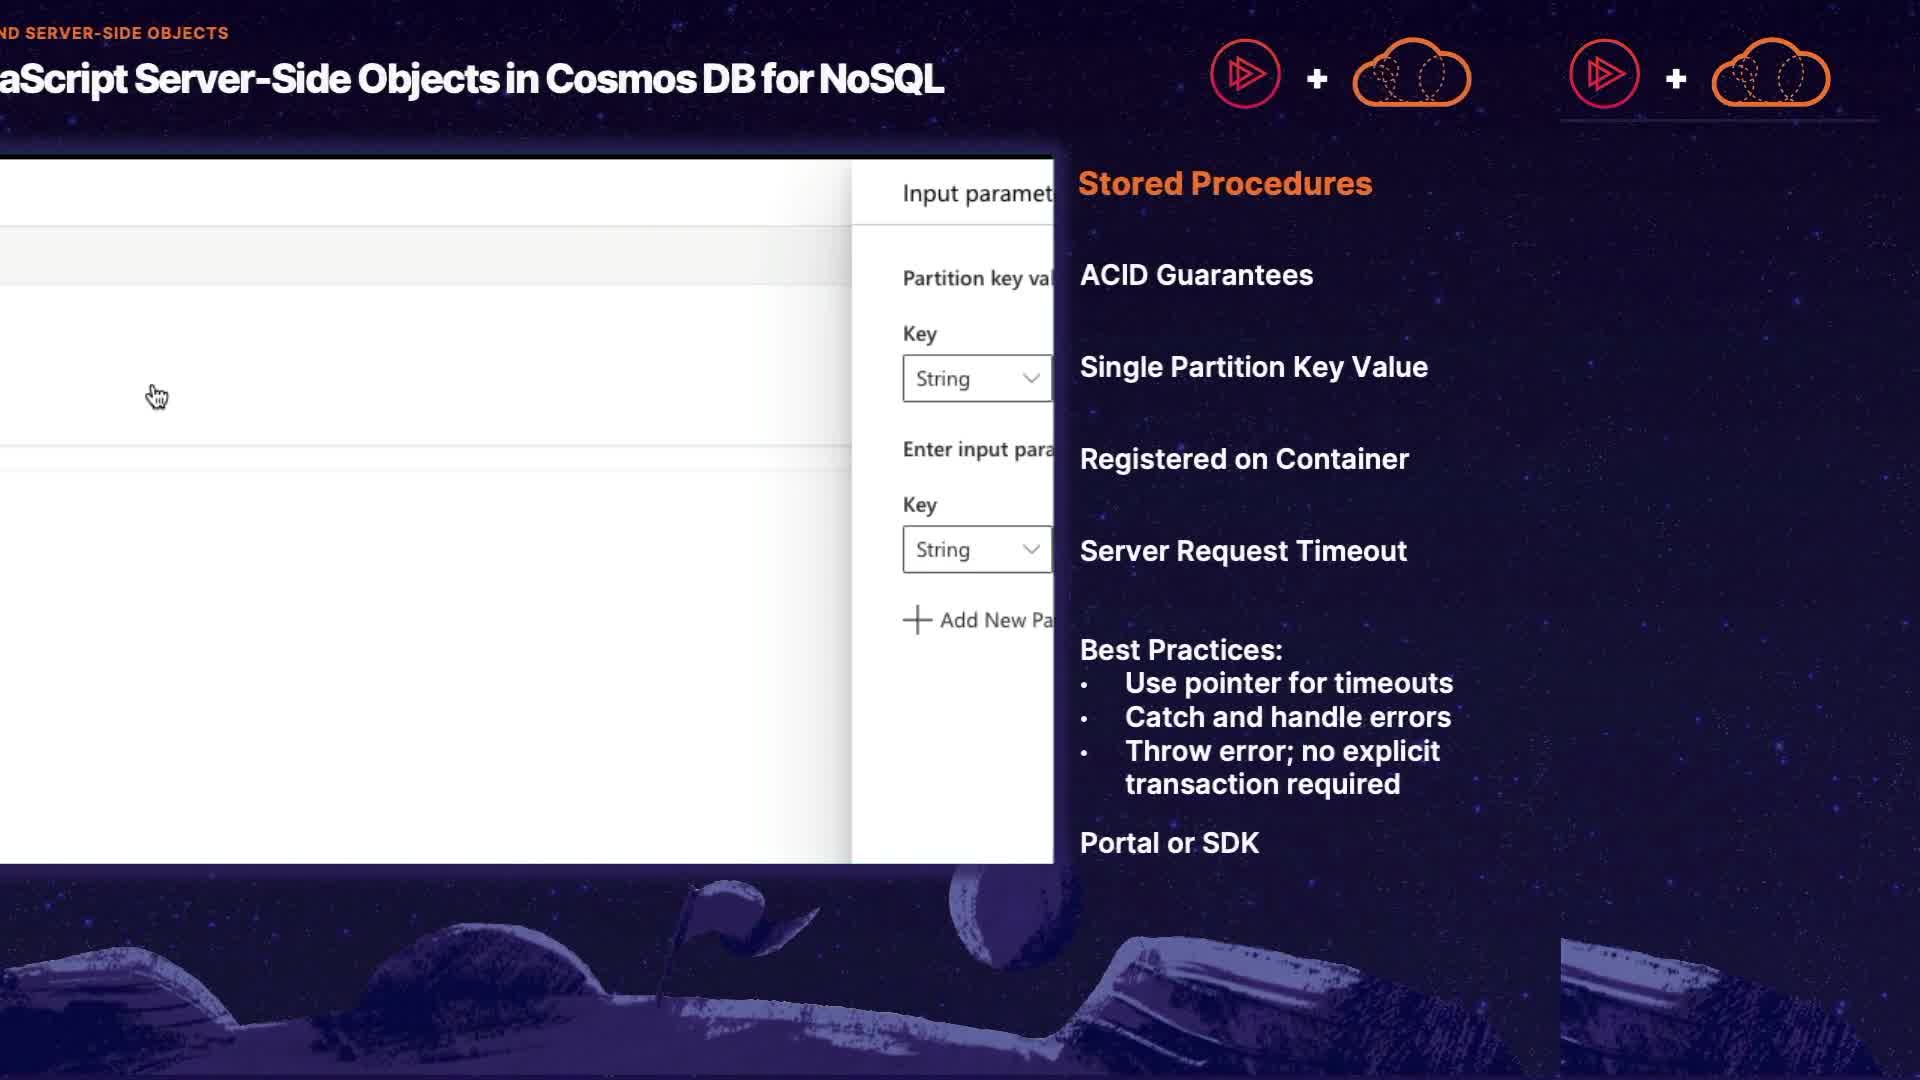 ND SERVER-SIDE OBJECTS
aScript Server-Side Objects in Cosmos DB for NoSQL
+
+
Input paramet
Partition key val
Key
String
Enter input para
Key
String
Add New Pa
Stored Procedures
ACID Guarantees
Single Partition Key Value
Registered on Container
Server Request Timeout
Best Practices:
• Use pointer for timeouts
• Catch and handle errors
• Throw error; no explicit
transaction required
Portal or SDK